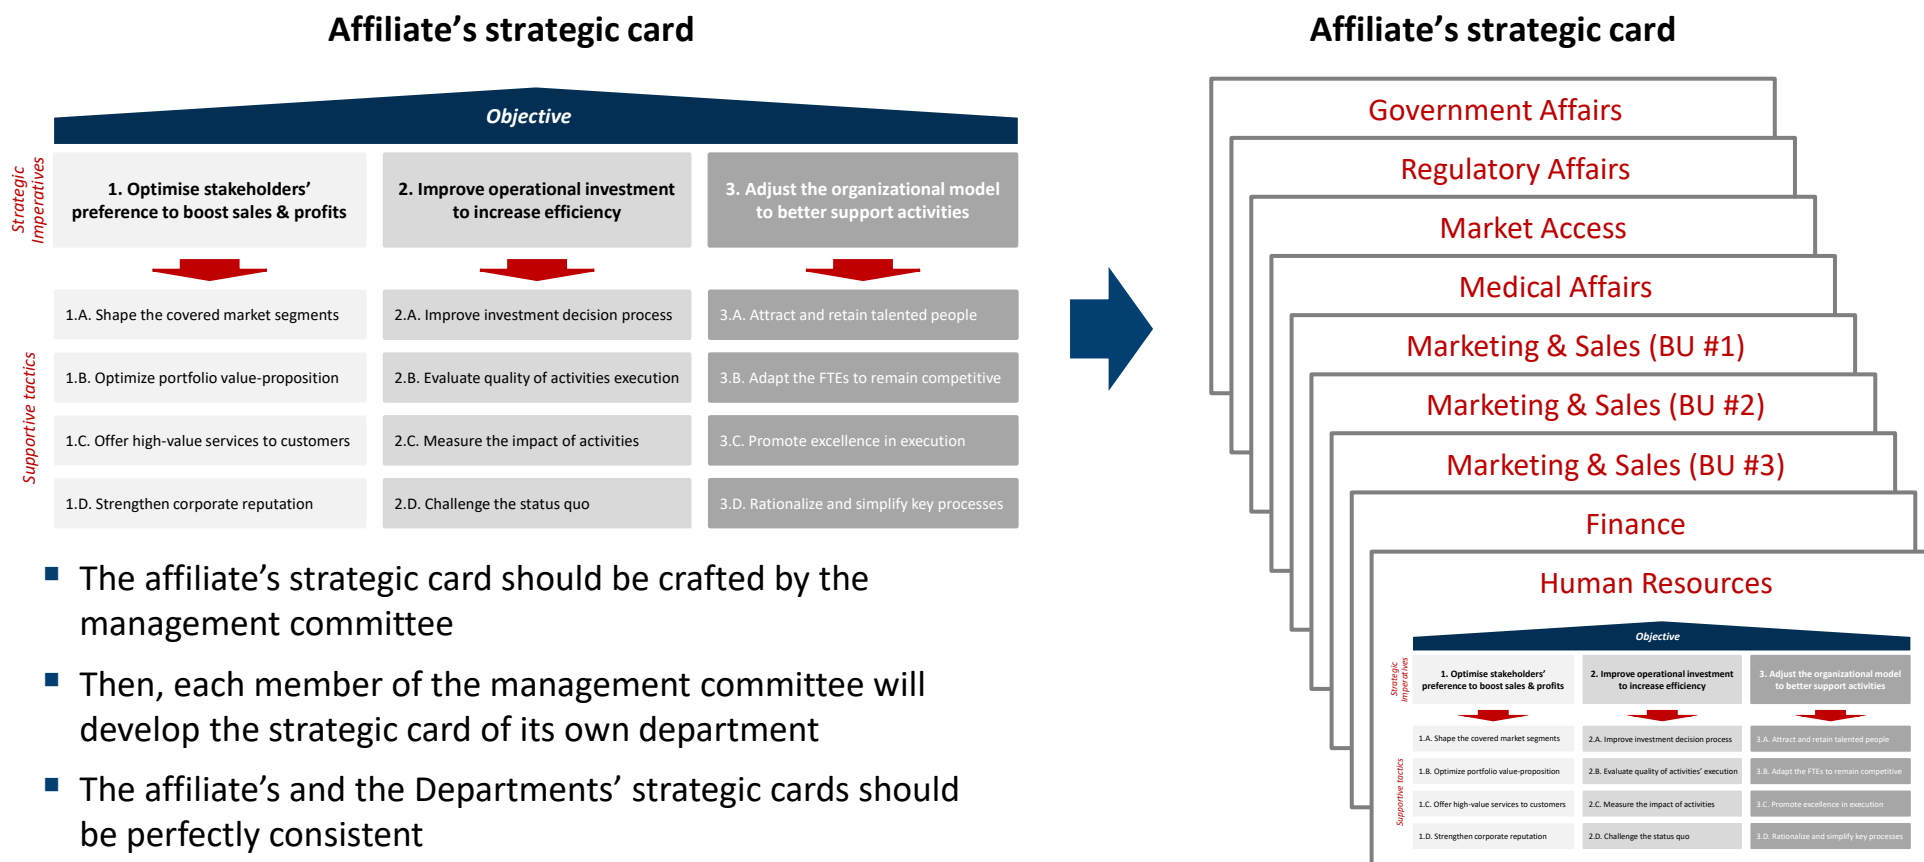 Affiliate’s strategic card
Objective
Strategic
Imperatives
1. Optimise stakeholders’
preference to boost sales & profits
2. Improve operational investment
to increase efficiency
3. Adjust the organizational model
to better support activities
Supportive tactics
1.A. Shape the covered market segments
2.A. Improve investment decision process
3.A. Attract and retain talented people
1.B. Optimize portfolio value-proposition
2.B. Evaluate quality of activities execution
3.B. Adapt the FTEs to remain competitive
1.C. Offer high-value services to customers
2.C. Measure the impact of activities
3.C. Promote excellence in execution
1.D. Strengthen corporate reputation
2.D. Challenge the status quo
3.D. Rationalize and simplify key processes
▪ The affiliate’s strategic card should be crafted by the
management committee
▪ Then, each member of the management committee will
develop the strategic card of its own department
▪ The affiliate’s and the Departments’ strategic cards should
be perfectly consistent
Affiliate’s strategic card
Government Affairs
Regulatory Affairs
Market Access
Medical Affairs
Marketing & Sales (BU #1)
Marketing & Sales (BU #2)
Marketing & Sales (BU #3)
Finance
Human Resources
Objective
Strategic
Imperatives
1. Optimise stakeholders’
preference to boost sales & profits
2. Improve operational investment
to increase efficiency
3. Adjust the organizational model
to better support activities
Supportive tactics
1.A. Shape the covered market segments
2.A. Improve investment decision process
3.A. Attract and retain talented people
1.B. Optimize portfolio value-proposition
2.B. Evaluate quality of activities’ execution
3.B. Adapt the FTEs to remain competitive
1.C. Offer high-value services to customers
2.C. Measure the impact of activities
3.C. Promote excellence in execution
1.D. Strengthen corporate reputation
2.D. Challenge the status quo
3.D. Rationalize and simplify key processes